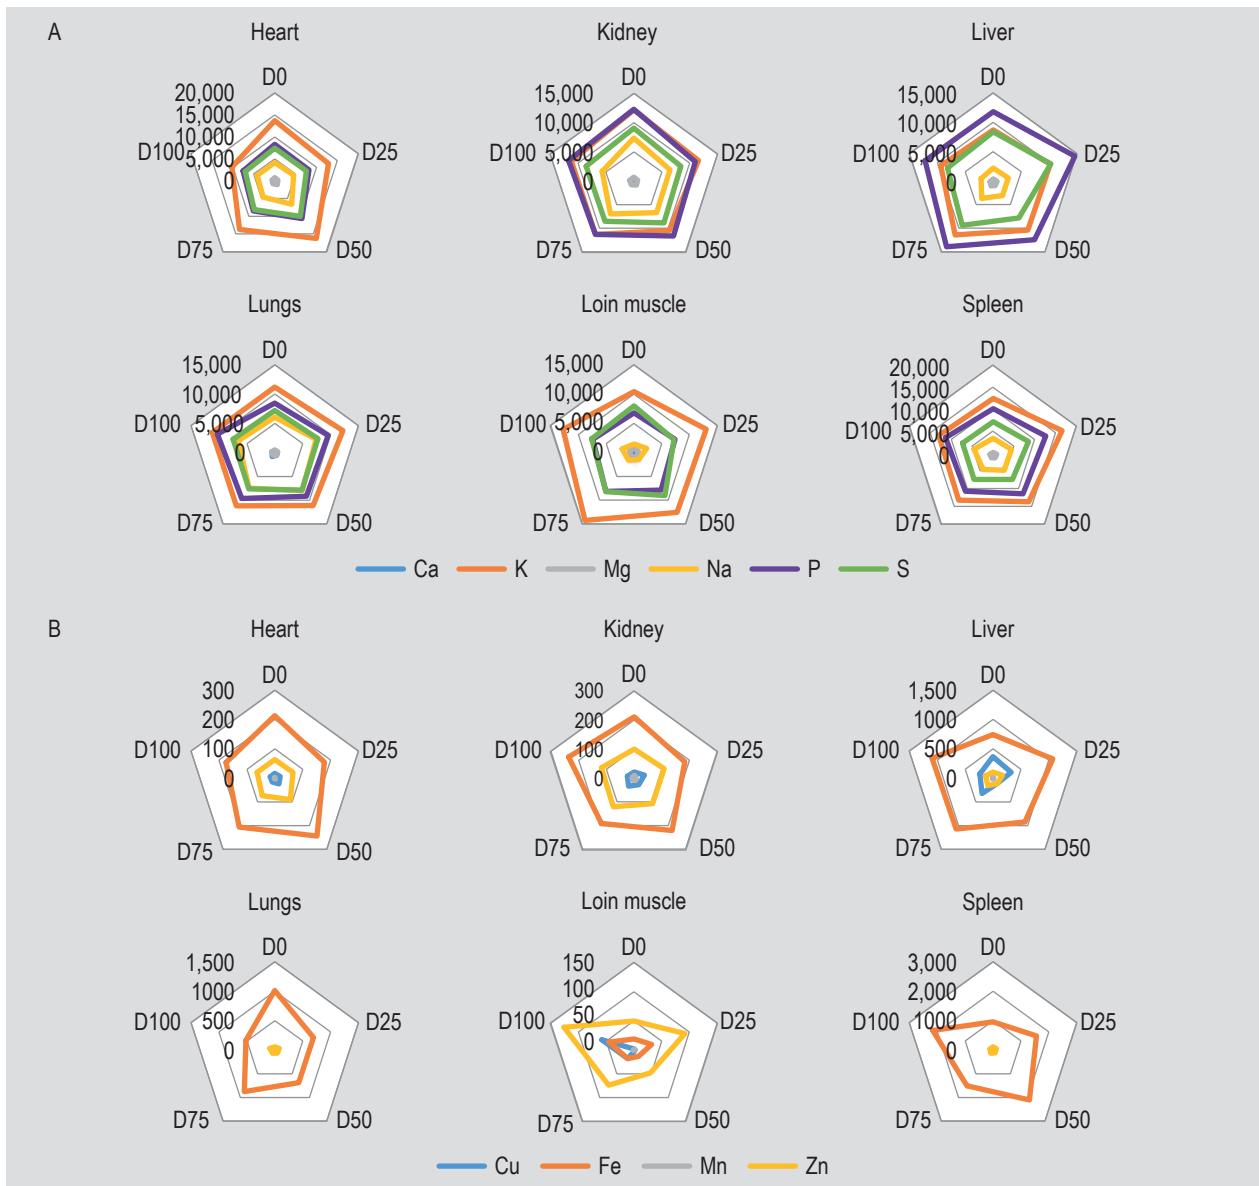 A
Heart
Kidney
Liver
D0
D0
D0
20,000
15,000
10,000
5,000
0
D100
D25
D75
D50
15,000
10,000
5,000
0
D100
D25
D75
D50
15,000
10,000
5,000
0
D100
D25
D75
D50
Lungs
Loin muscle
Spleen
D0
D0
D0
15,000
10,000
5,000
0
D100
D25
D75
D50
15,000
10,000
5,000
0
D100
D25
D75
D50
20,000
15,000
10,000
5,000
0
D100
D25
D75
D50
Ca K Mg Na P S
B
Heart
Kidney
Liver
D0
D0
D0
300
200
100
0
D100
D25
D75
D50
300
200
100
0
D100
D25
D75
D50
1,500
1000
500
0
D100
D25
D75
D50
Lungs
Loin muscle
Spleen
D0
D0
D0
1,500
1000
500
0
D100
D25
D75
D50
150
100
50
0
D100
D25
D75
D50
3,000
2,000
1000
0
D100
D25
D75
D50
Cu Fe Mn Zn